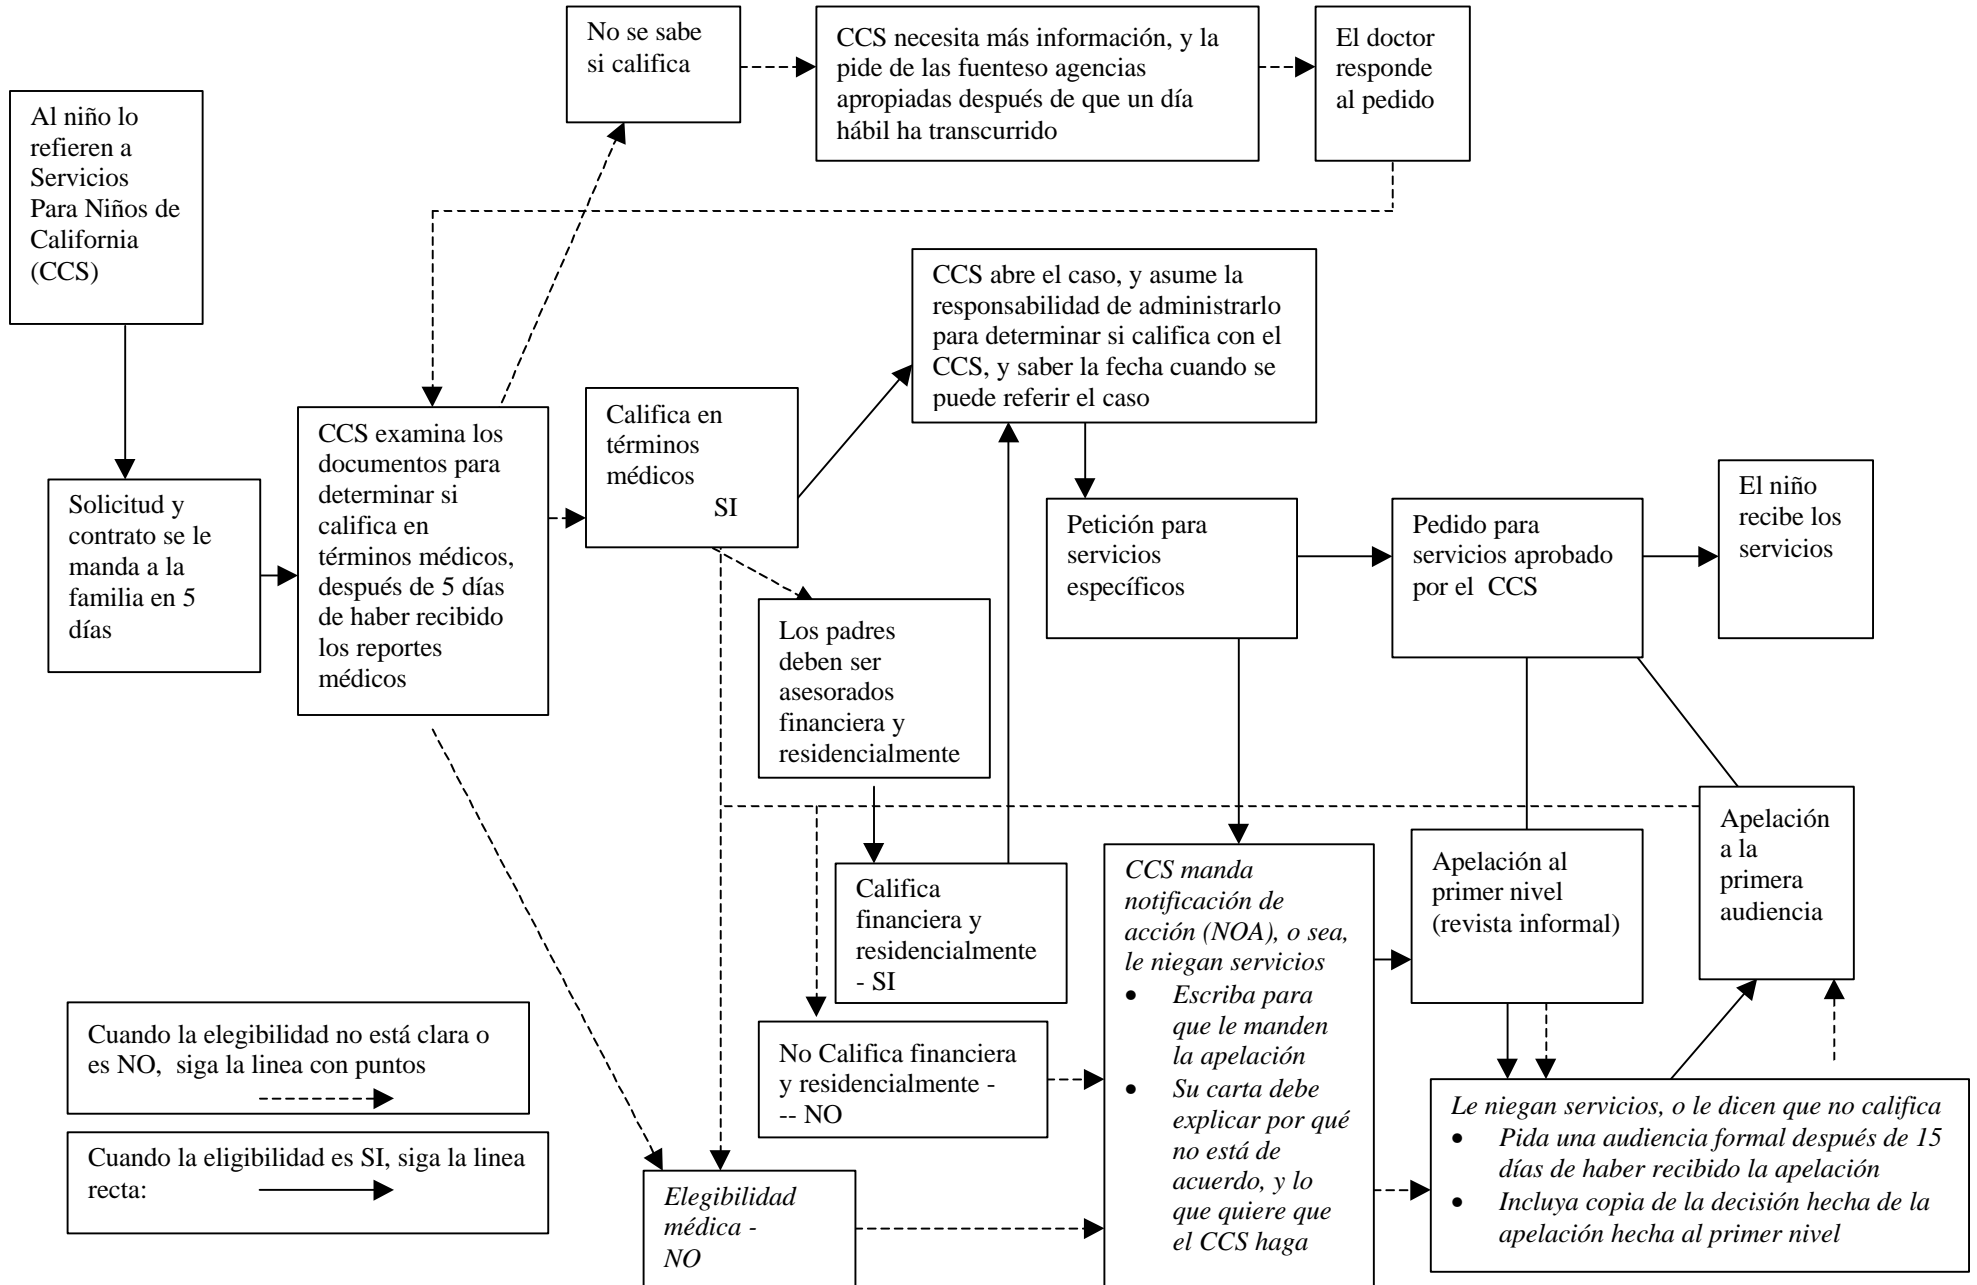 No se sabe
si califica
CCS necesita más información, y la
pide de las fuenteso agencias
apropiadas después de que un día
hábil ha transcurrido
El doctor
responde
al pedido
Al niño lo
refieren a
Servicios
Para Niños de
California
(CCS)
CCS abre el caso, y asume la
responsabilidad de administrarlo
para determinar si califica con el
CCS, y saber la fecha cuando se
puede referir el caso
Solicitud y
contrato se le
manda a la
familia en 5
días
CCS examina los
documentos para
determinar si
califica en
términos médicos,
después de 5 días
de haber recibido
los reportes
médicos
Califica en
términos
médicos
SI
Petición para
servicios
específicos
Pedido para
servicios aprobado
por el CCS
El niño
recibe los
servicios
Los padres
deben ser
asesorados
financiera y
residencialmente
Califica
financiera y
residencialmente
- SI
No Califica financiera
y residencialmente -
-- NO
Elegibilidad
médica -
NO
CCS manda
notificación de
acción (NOA), o sea,
le niegan servicios
• Escriba para
que le manden
la apelación
• Su carta debe
explicar por qué
no está de
acuerdo, y lo
que quiere que
el CCS haga
Apelación al
primer nivel
(revista informal)
Apelación
a la
primera
audiencia
Le niegan servicios, o le dicen que no califica
• Pida una audiencia formal después de 15
días de haber recibido la apelación
• Incluya copia de la decisión hecha de la
apelación hecha al primer nivel
Cuando la elegibilidad no está clara o
es NO, siga la linea con puntos
Cuando la eligibilidad es SI, siga la linea
recta: